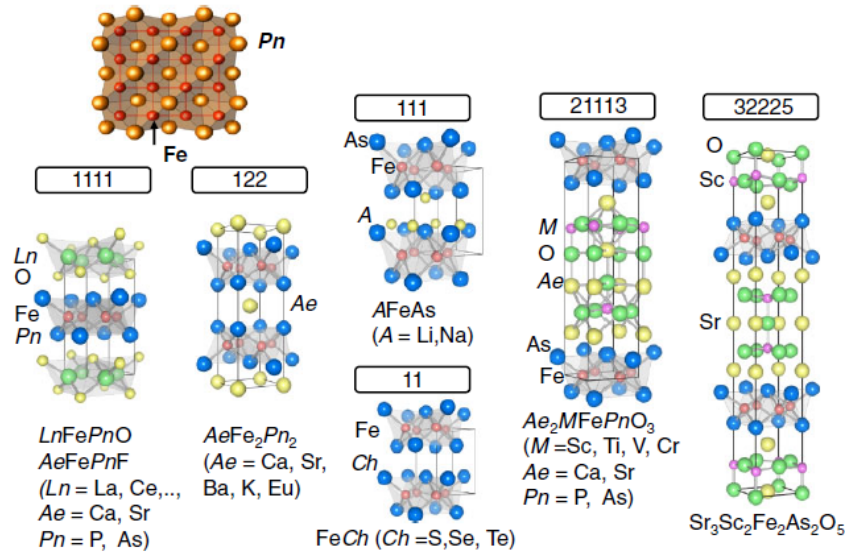 Pn
Fe
1111
Ln
O
Fe
Pn
LnFePnO
AeFePnF
(Ln = La, Ce,..,
Ae = Ca, Sr
Pn = P, As)
122
Ae
AeFe₂Pn₂
(Ae = Ca, Sr,
Ba, K, Eu)
111
As
Fe
A
AFeAs
(A = Li,Na)
11
Fe
Ch
FeCh (Ch =S,Se, Te)
21113
M
O
Ae
As
Fe
Ae₂MFePnO₃
(M =Sc, Ti, V, Cr
Ae = Ca, Sr
Pn = P, As)
32225
O
Sc
Sr
Sr₃Sc₂Fe₂As₂O₅